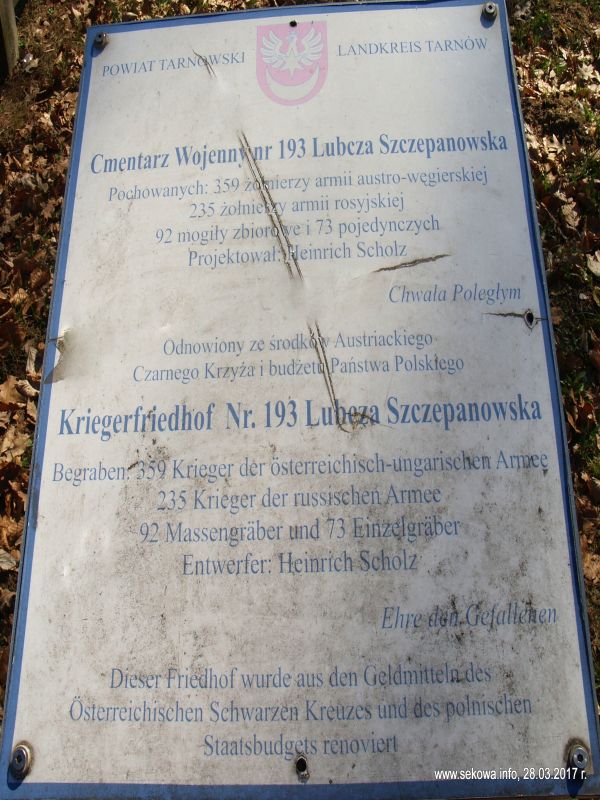 POWIAT TARNOWSKI
LANDKREIS TARNÓW
Cmentarz Wojenny nr 193 Lubcza Szczepanowska
Pochowanych: 359 żołnierzy armii austro-węgierskiej
235 żołnierzy armii rosyjskiej
92 mogiły zbiorowe i 73 pojedynczych
Projektował: Heinrich Scholz
Chwała Poległym
Odnowiony ze środków Austriackiego
Czarnego Krzyża i budżetu Państwa Polskiego
Kriegerfriedhof Nr. 193 Lubcza Szczepanowska
Begraben: 359 Krieger der österreichisch-ungarischen Armee
235 Krieger der russischen Armee
92 Massengräber und 73 Einzelgräber
Entwerfer: Heinrich Scholz
Ehre den Gefallenen
Dieser Friedhof wurde aus den Geldmitteln des
Österreichischen Schwarzen Kreuzes und des polnischen
Staatsbudgets renoviert
www.sekowa.info, 28.03.2017 r.